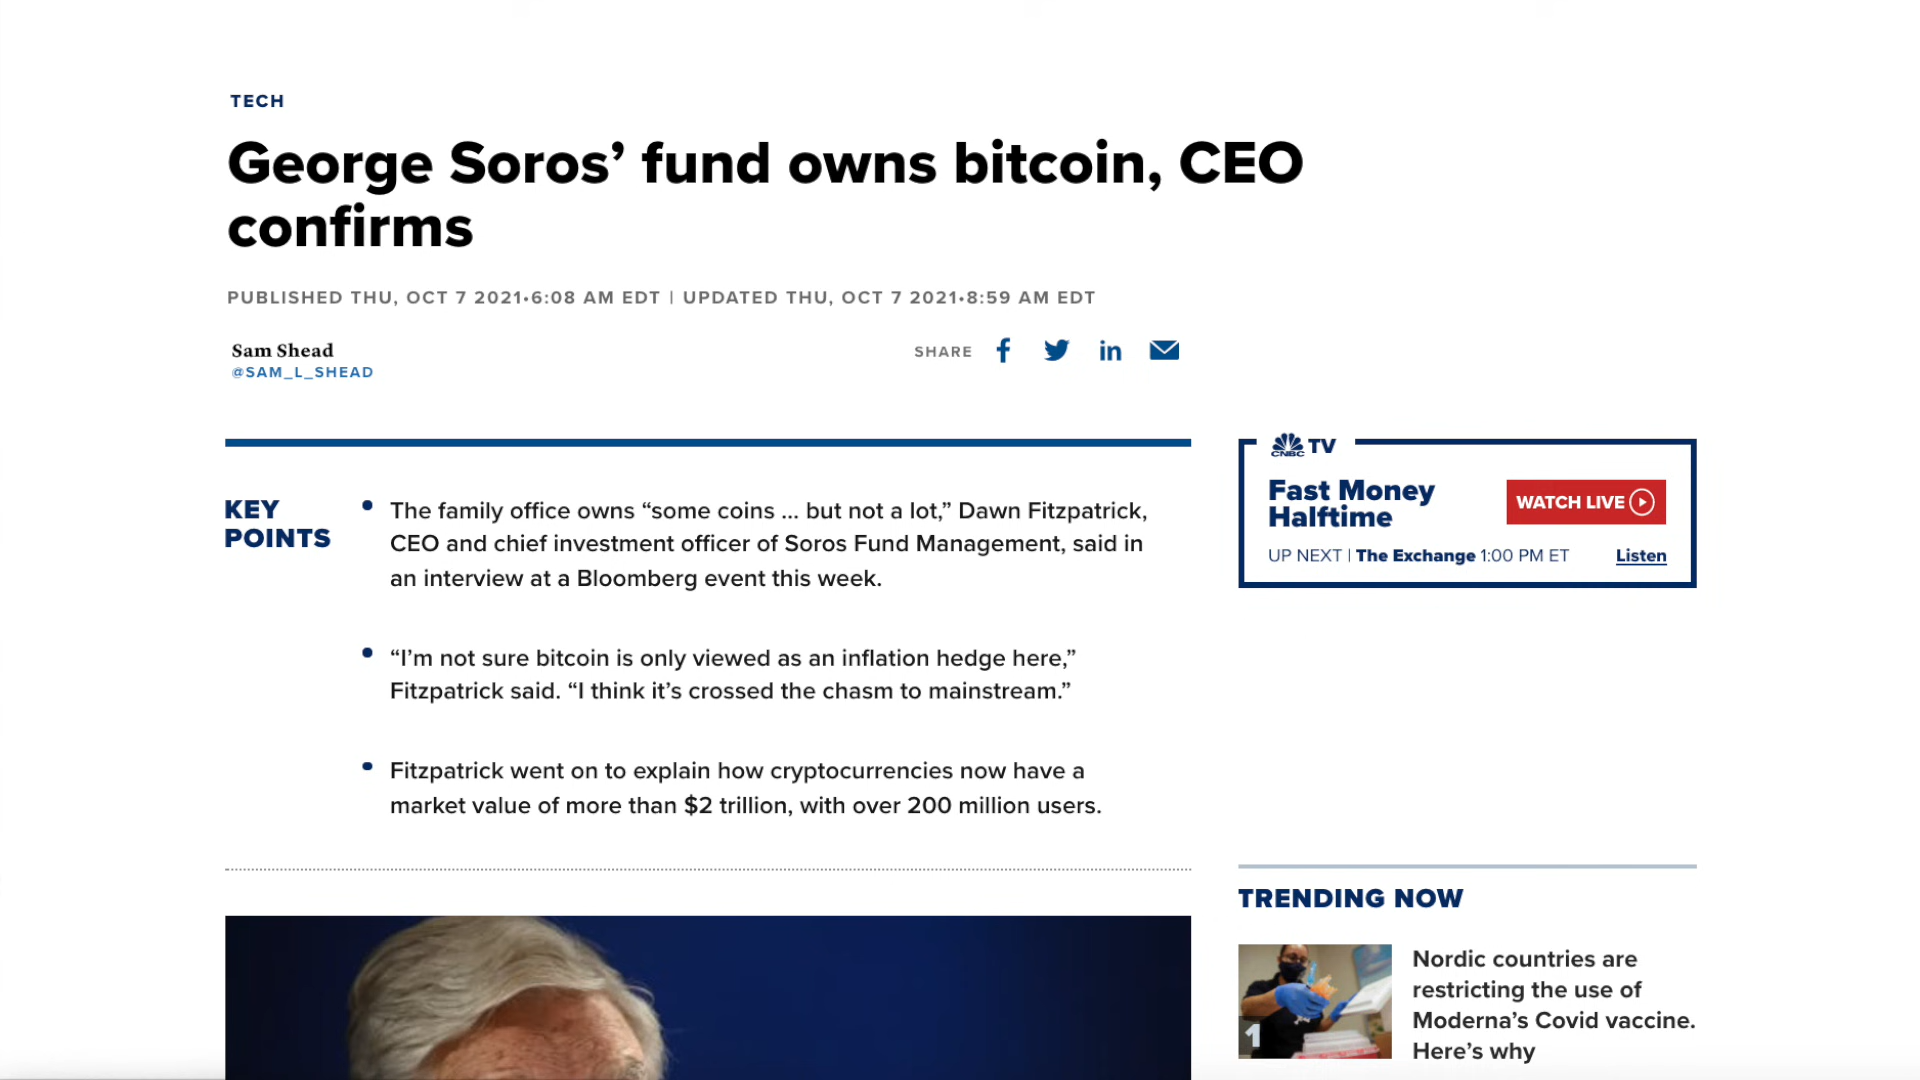 TECH
George Soros’ fund owns bitcoin, CEO
confirms
PUBLISHED THU, OCT 7 2021•6:08 AM EDT | UPDATED THU, OCT 7 2021•8:59 AM EDT
Sam Shead
@SAM_L_SHEAD
SHARE
KEY
POINTS
The family office owns “some coins ... but not a lot,” Dawn Fitzpatrick,
CEO and chief investment officer of Soros Fund Management, said in
an interview at a Bloomberg event this week.
“I’m not sure bitcoin is only viewed as an inflation hedge here,”
Fitzpatrick said. “I think it’s crossed the chasm to mainstream.”
Fitzpatrick went on to explain how cryptocurrencies now have a
market value of more than $2 trillion, with over 200 million users.
CNBC TV
Fast Money
Halftime
WATCH LIVE
UP NEXT | The Exchange 1:00 PM ET
Listen
TRENDING NOW
1
Nordic countries are
restricting the use of
Moderna’s Covid vaccine.
Here’s why